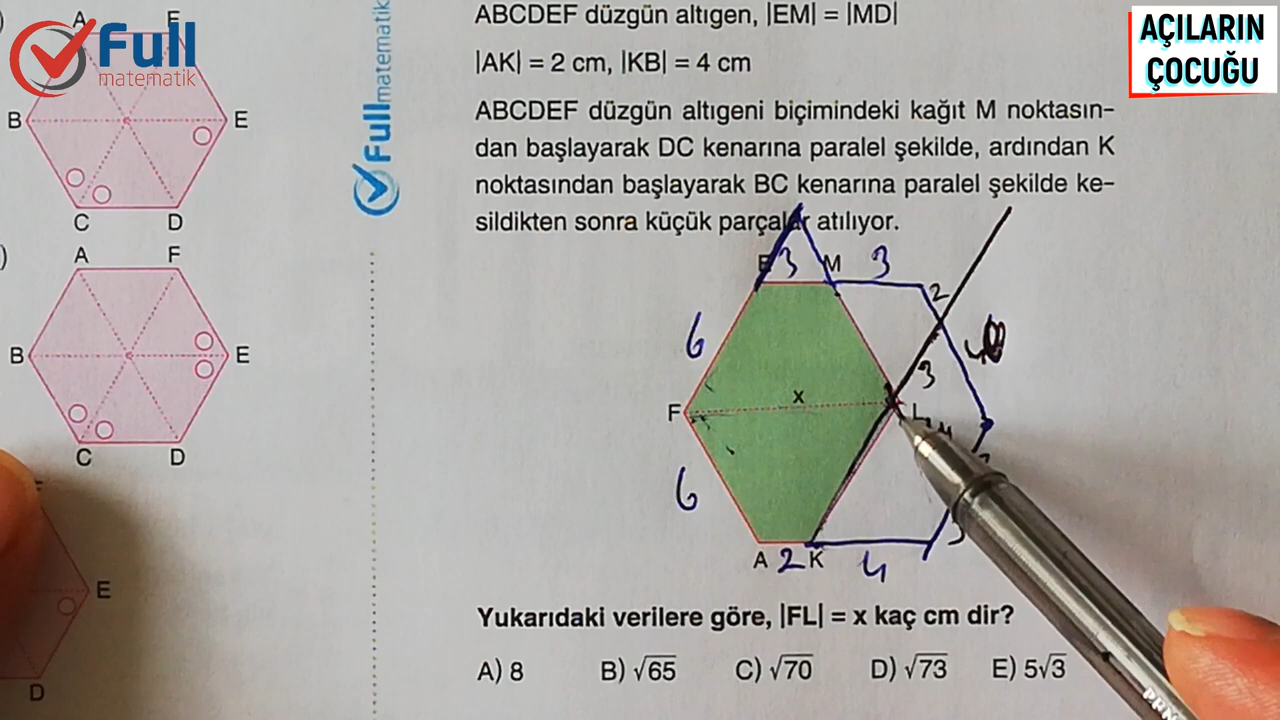 Full
matematik
A
B
E
C
D
A
F
B
E
C
D
E
D
Full matematik
AÇILARIN
ÇOCUĞU
ABCDEF düzgün altıgen, |EM| = |MD|
|AK| = 2 cm, |KB| = 4 cm
ABCDEF düzgün altıgeni biçimindeki kağıt M noktasın-
dan başlayarak DC kenarına paralel şekilde, ardından K
noktasından başlayarak BC kenarına paralel şekilde ke-
sildikten sonra küçük parçalar atılıyor.
E 3 M 3
2
6
3
F x L
6
A 2 K 4
Yukarıdaki verilere göre, |FL| = x kaç cm dir?
A) 8 B) √65 C) √70 D) √73 E) 5√3